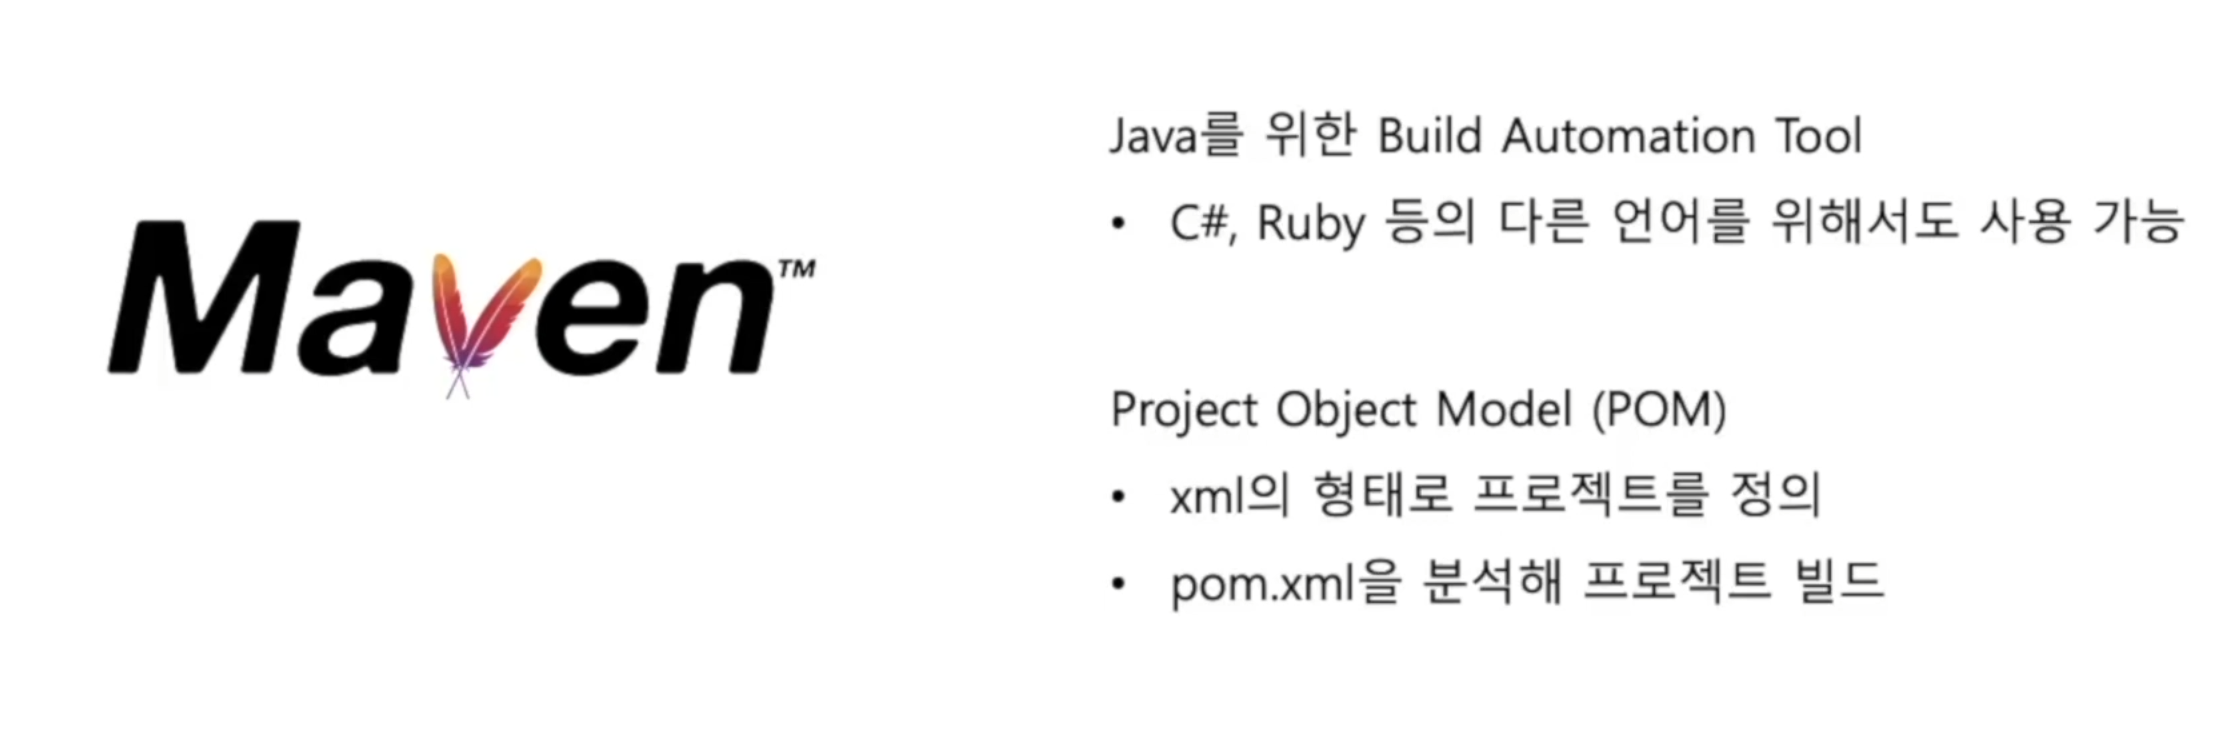 Maven™
Java를 위한 Build Automation Tool
• C#, Ruby 등의 다른 언어를 위해서도 사용 가능
Project Object Model (POM)
• xml의 형태로 프로젝트를 정의
• pom.xml을 분석해 프로젝트 빌드